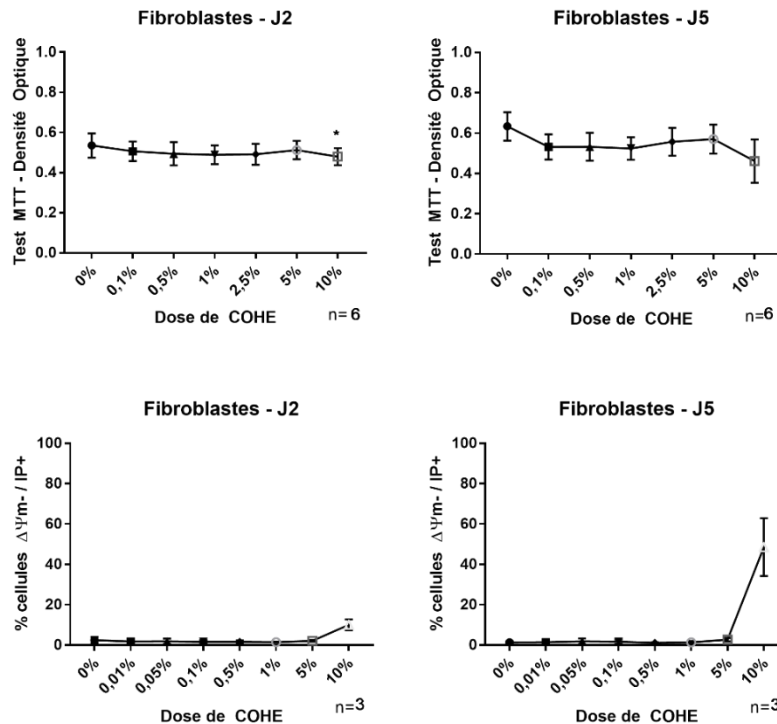 Fibroblastes - J2
Test MTT - Densité Optique
1.0
0.8
0.6
0.4
0.2
0.0
*
0% 0,1% 0,5% 1% 2,5% 5% 10%
Dose de COHE
n= 6
Fibroblastes - J5
Test MTT - Densité Optique
1.0
0.8
0.6
0.4
0.2
0.0
0% 0,1% 0,5% 1% 2,5% 5% 10%
Dose de COHE
n=6
Fibroblastes - J2
% cellules ΔΨm- / IP+
100
80
60
40
20
0
0% 0,01% 0,05% 0,1% 0,5% 1% 5% 10%
Dose de COHE
n=3
Fibroblastes - J5
% cellules ΔΨm- / IP+
100
80
60
40
20
0
0% 0,01% 0,05% 0,1% 0,5% 1% 5% 10%
Dose de COHE
n=3